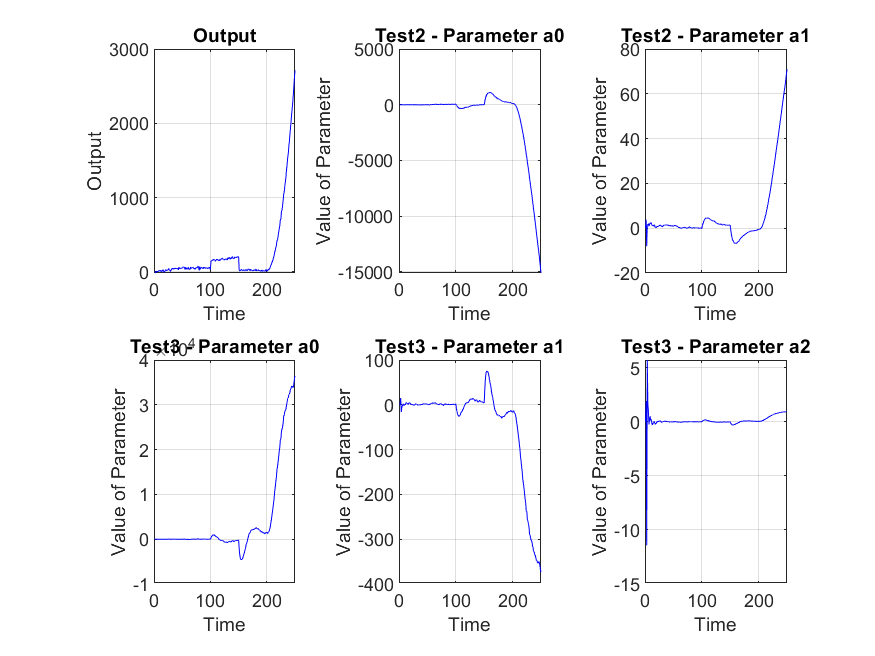 Output
3000
2000
1000
0
Output
0 100 200
Time
Test2 - Parameter a0
5000
0
-5000
-10000
-15000
Value of Parameter
0 100 200
Time
Test2 - Parameter a1
80
60
40
20
0
-20
Value of Parameter
0 100 200
Time
Test3 - Parameter a0
×10^4
4
3
2
1
0
-1
Value of Parameter
0 100 200
Time
Test3 - Parameter a1
100
0
-100
-200
-300
-400
Value of Parameter
0 100 200
Time
Test3 - Parameter a2
5
0
-5
-10
-15
Value of Parameter
0 100 200
Time